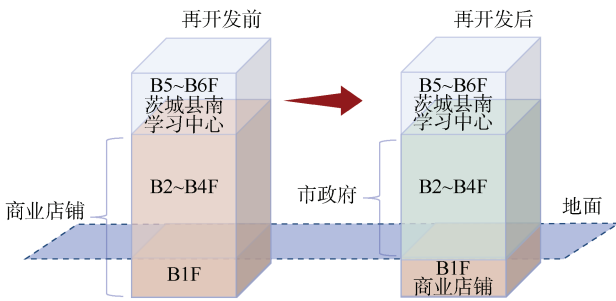 再开发前
再开发后
B5~B6F
茨城县南
学习中心
B5~B6F
茨城县南
学习中心
商业店铺
B2~B4F
市政府
B2~B4F
地面
B1F
B1F
商业店铺